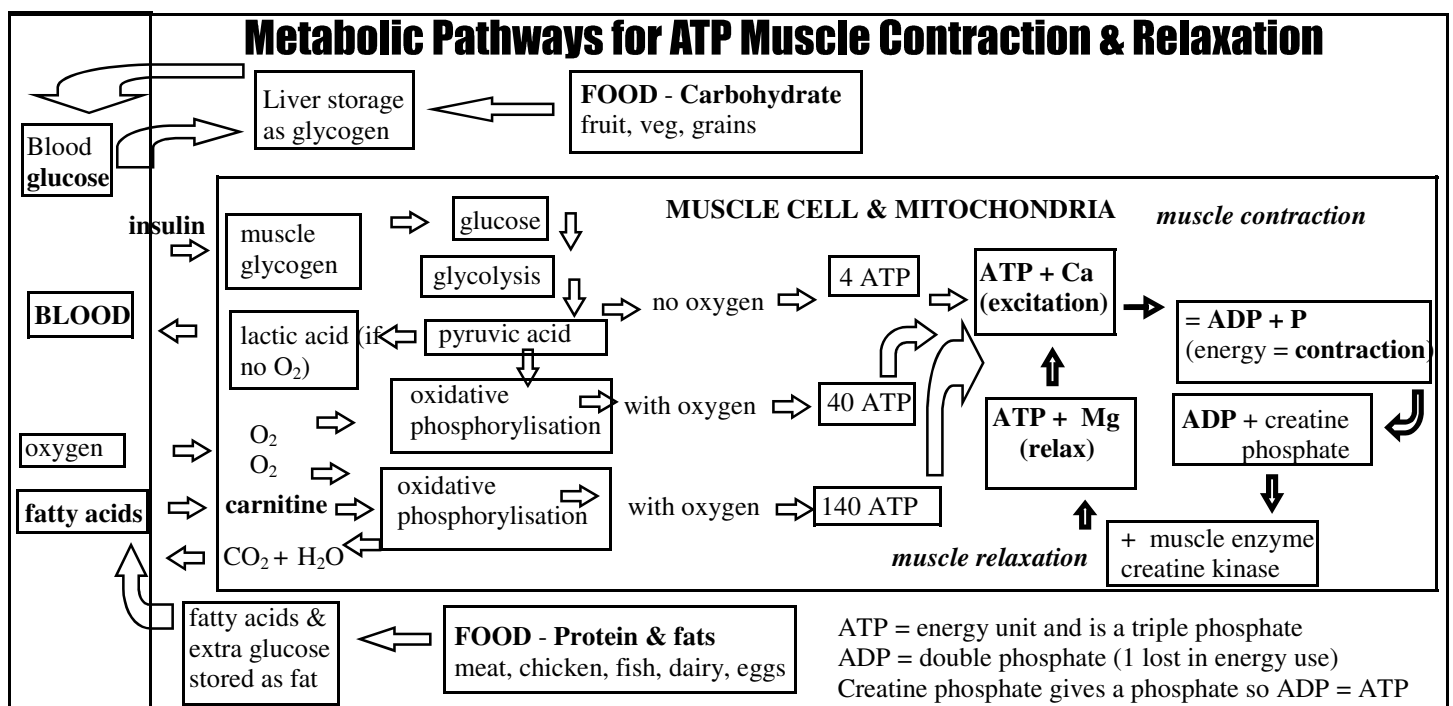 Metabolic Pathways for ATP Muscle Contraction & Relaxation
Liver storage
as glycogen
FOOD - Carbohydrate
fruit, veg, grains
Blood
glucose
insulin
muscle
glycogen
glucose
MUSCLE CELL & MITOCHONDRIA
muscle contraction
glycolysis
4 ATP
ATP + Ca
(excitation)
no oxygen
BLOOD
lactic acid (if
no O₂)
pyruvic acid
= ADP + P
(energy = contraction)
oxidative
phosphorylisation
with oxygen
40 ATP
ATP + Mg
(relax)
ADP + creatine
phosphate
oxygen
O₂
O₂
fatty acids
carnitine
oxidative
phosphorylisation
with oxygen
140 ATP
CO₂ + H₂O
muscle relaxation
+ muscle enzyme
creatine kinase
fatty acids &
extra glucose
stored as fat
FOOD - Protein & fats
meat, chicken, fish, dairy, eggs
ATP = energy unit and is a triple phosphate
ADP = double phosphate (1 lost in energy use)
Creatine phosphate gives a phosphate so ADP = ATP